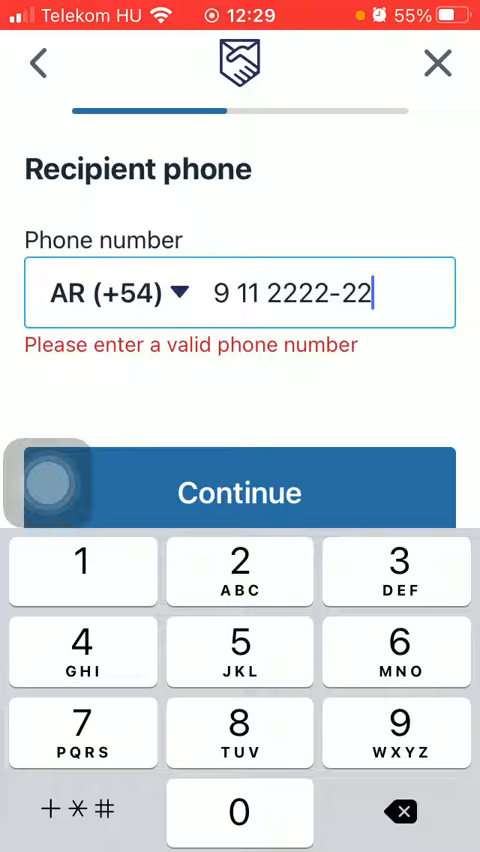 Telekom HU 12:29 55%
Recipient phone
Phone number
AR (+54) 9 11 2222-22
Please enter a valid phone number
Continue
1 2 3
ABC DEF
4 5 6
GHI JKL MNO
7 8 9
PQRS TUV WXYZ
+*# 0